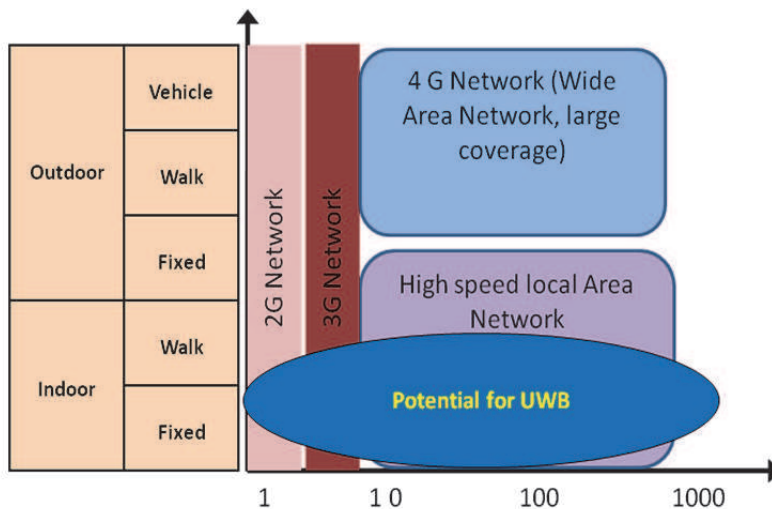 Outdoor
Vehicle
Walk
Fixed
Indoor
Walk
Fixed
2G Network
3G Network
4 G Network (Wide
Area Network, large
coverage)
High speed local Area
Network
Potential for UWB
1
1 0
100
1000